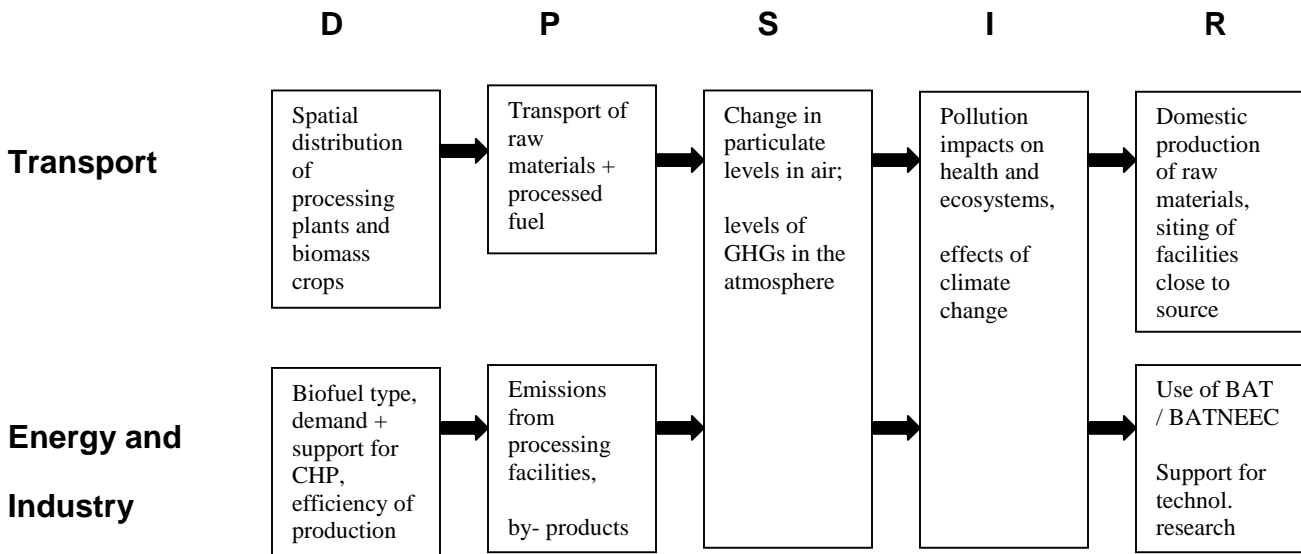 D P S I R
Transport
Spatial
distribution
of
processing
plants and
biomass
crops
Transport of
raw
materials +
processed
fuel
Change in
particulate
levels in air;
levels of
GHGs in the
atmosphere
Pollution
impacts on
health and
ecosystems,
effects of
climate
change
Domestic
production
of raw
materials,
siting of
facilities
close to
source
Energy and
Industry
Biofuel type,
demand +
support for
CHP,
efficiency of
production
Emissions
from
processing
facilities,
by- products
Use of BAT
/ BATNEEC
Support for
technol.
research